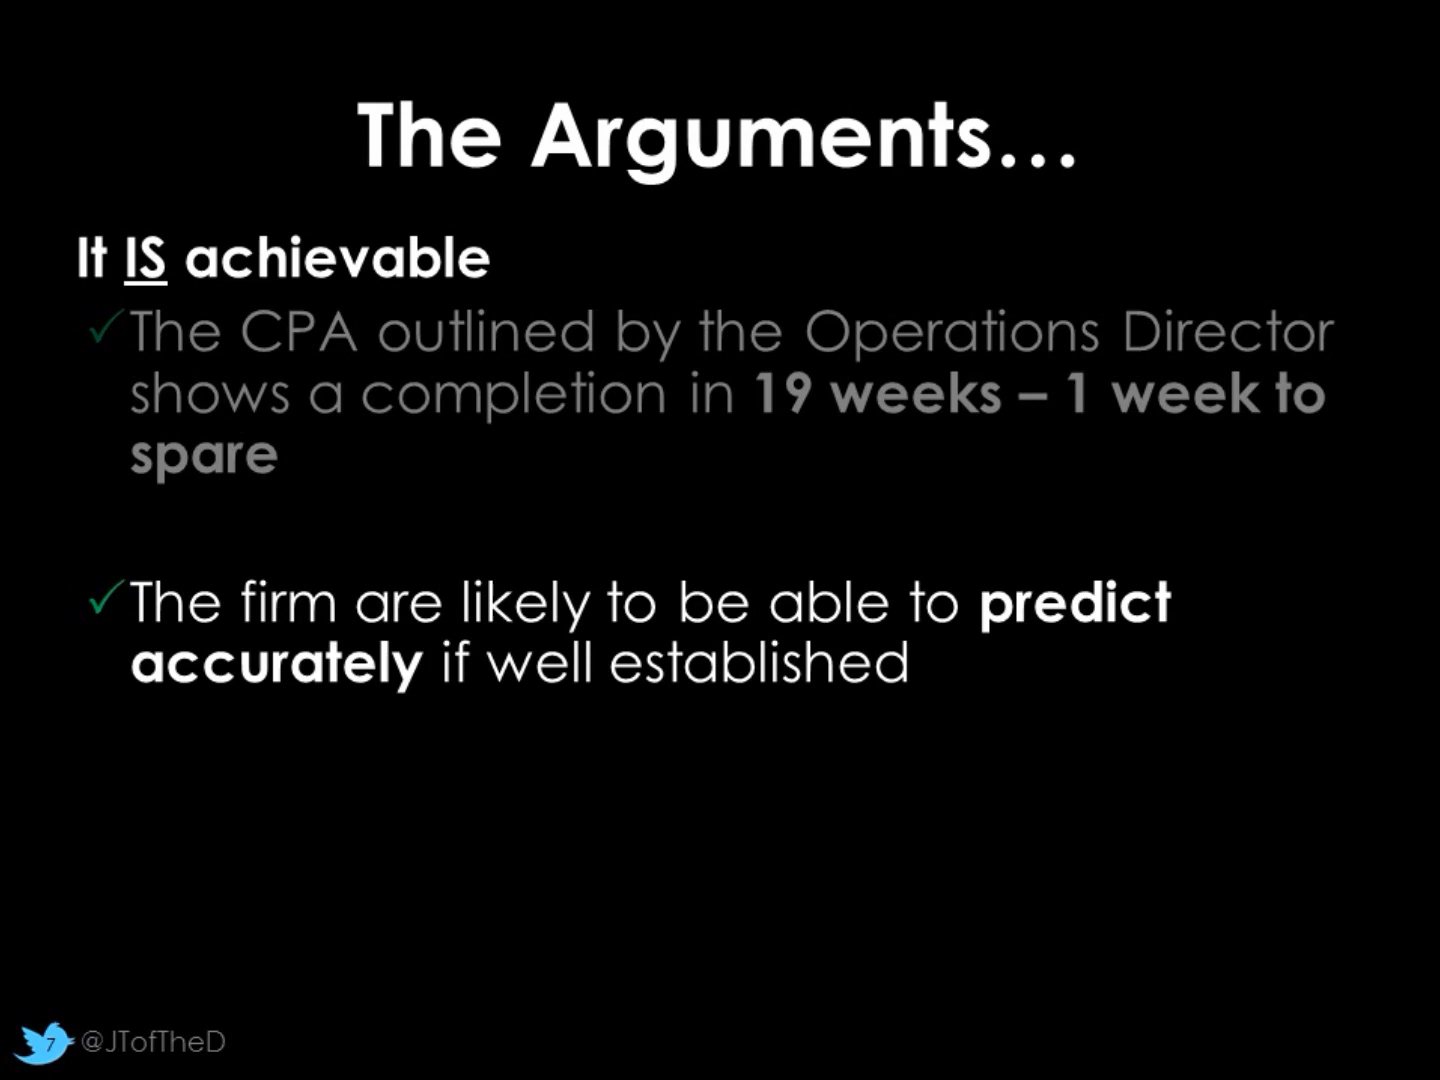 The Arguments…
It IS achievable
✓The CPA outlined by the Operations Director
shows a completion in 19 weeks – 1 week to
spare
✓The firm are likely to be able to predict
accurately if well established
7 @JTofTheD